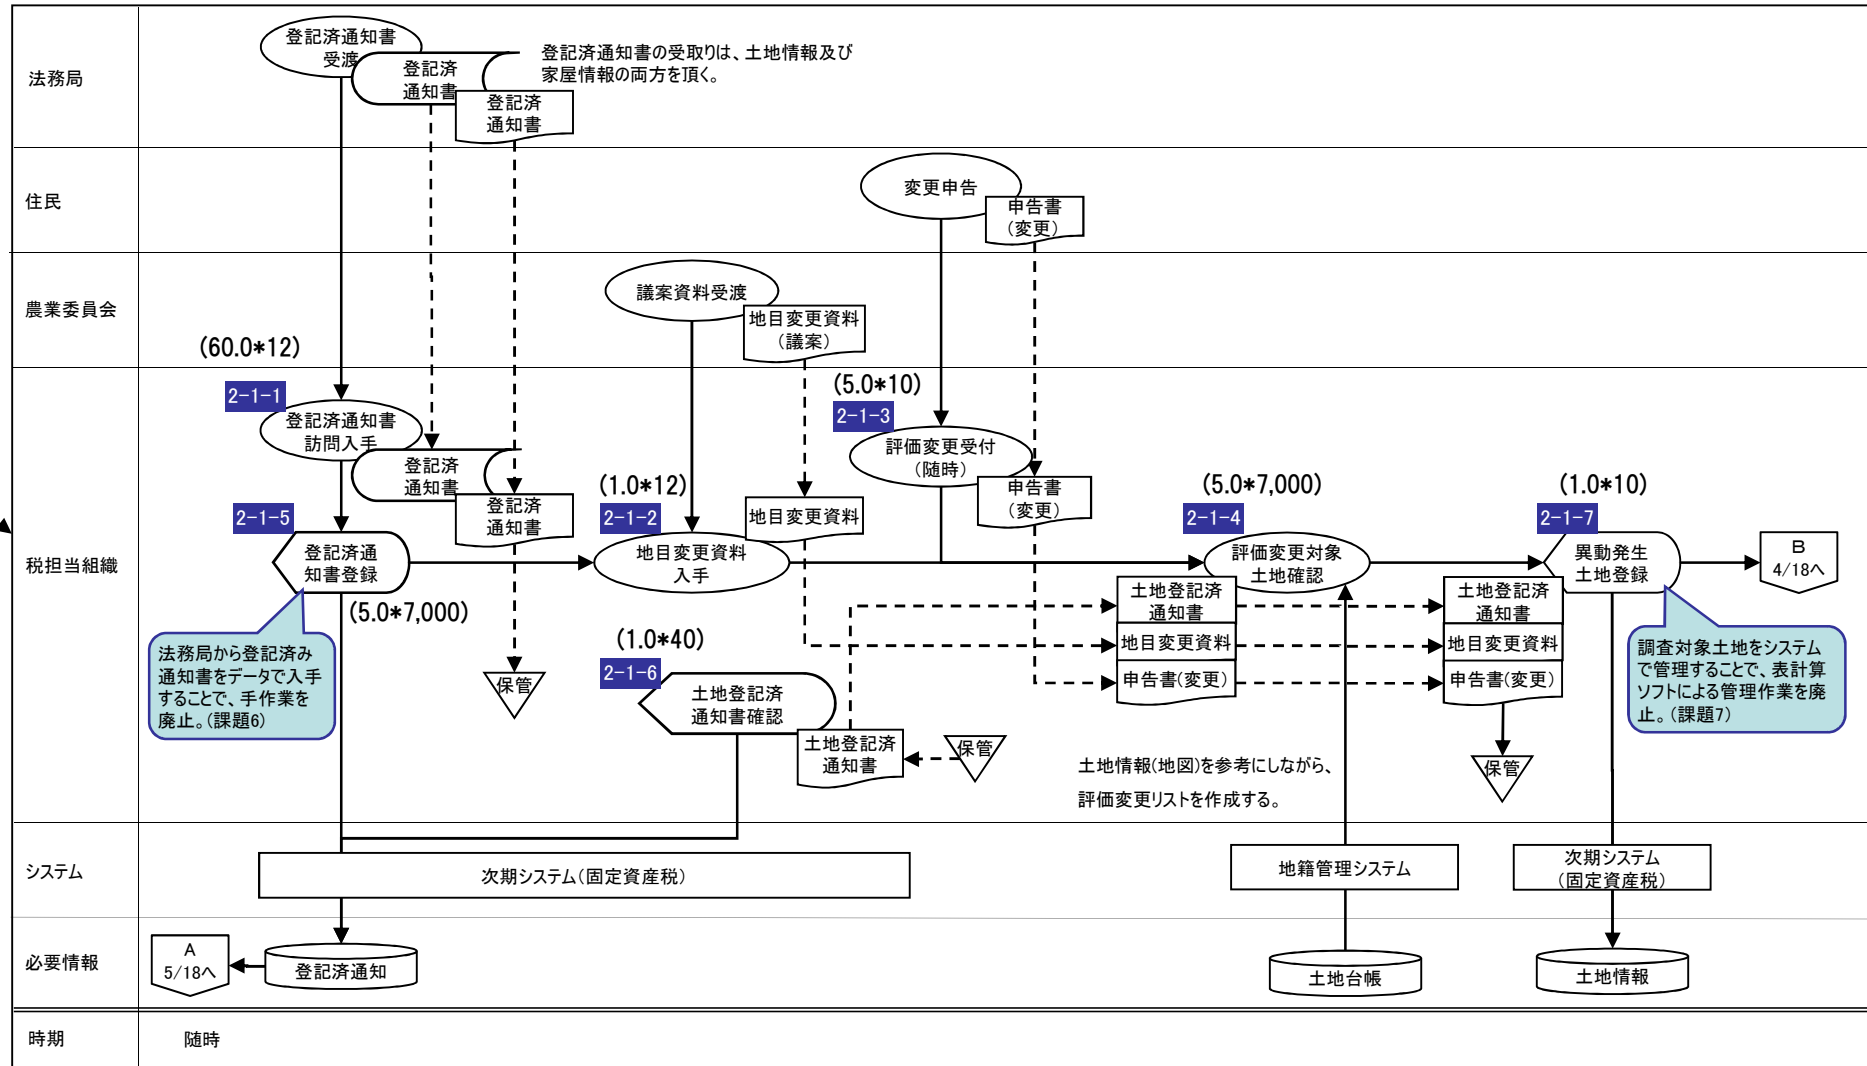 法務局
登記済通知書
受渡
登記済
通知書
登記済
通知書
登記済通知書の受取りは、土地情報及び
家屋情報の両方を頂く。
住民
変更申告
申告書
(変更)
農業委員会
議案資料受渡
地目変更資料
(議案)
税担当組織
(60.0*12)
2-1-1
登記済通知書
訪問入手
登記済
通知書
登記済
通知書
2-1-5
登記済通
知書登録
(5.0*7,000)
法務局から登記済み
通知書をデータで入手
することで、手作業を
廃止。(課題6)
保管
(1.0*12)
2-1-2
地目変更資料
入手
地目変更資料
(1.0*40)
2-1-6
土地登記済
通知書確認
土地登記済
通知書
保管
(5.0*10)
2-1-3
評価変更受付
(随時)
申告書
(変更)
(5.0*7,000)
2-1-4
評価変更対象
土地確認
土地登記済
通知書
地目変更資料
申告書(変更)
土地情報(地図)を参考にしながら、
評価変更リストを作成する。
(1.0*10)
2-1-7
異動発生
土地登録
土地登記済
通知書
地目変更資料
申告書(変更)
保管
B
4/18へ
調査対象土地をシステム
で管理することで、表計算
ソフトによる管理作業を廃
止。(課題7)
システム
次期システム(固定資産税)
地籍管理システム
次期システム
(固定資産税)
必要情報
A
5/18へ
登記済通知
土地台帳
土地情報
時期
随時